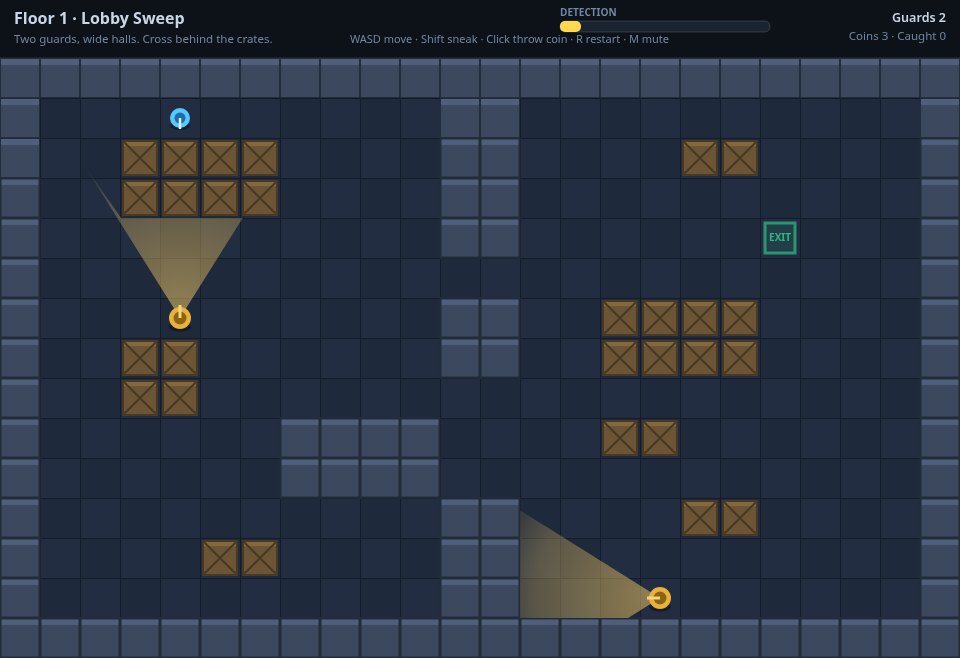 Floor 1 · Lobby Sweep
Two guards, wide halls. Cross behind the crates.
DETECTION
WASD move · Shift sneak · Click throw coin · R restart · M mute
Guards 2
Coins 3 · Caught 0
EXIT